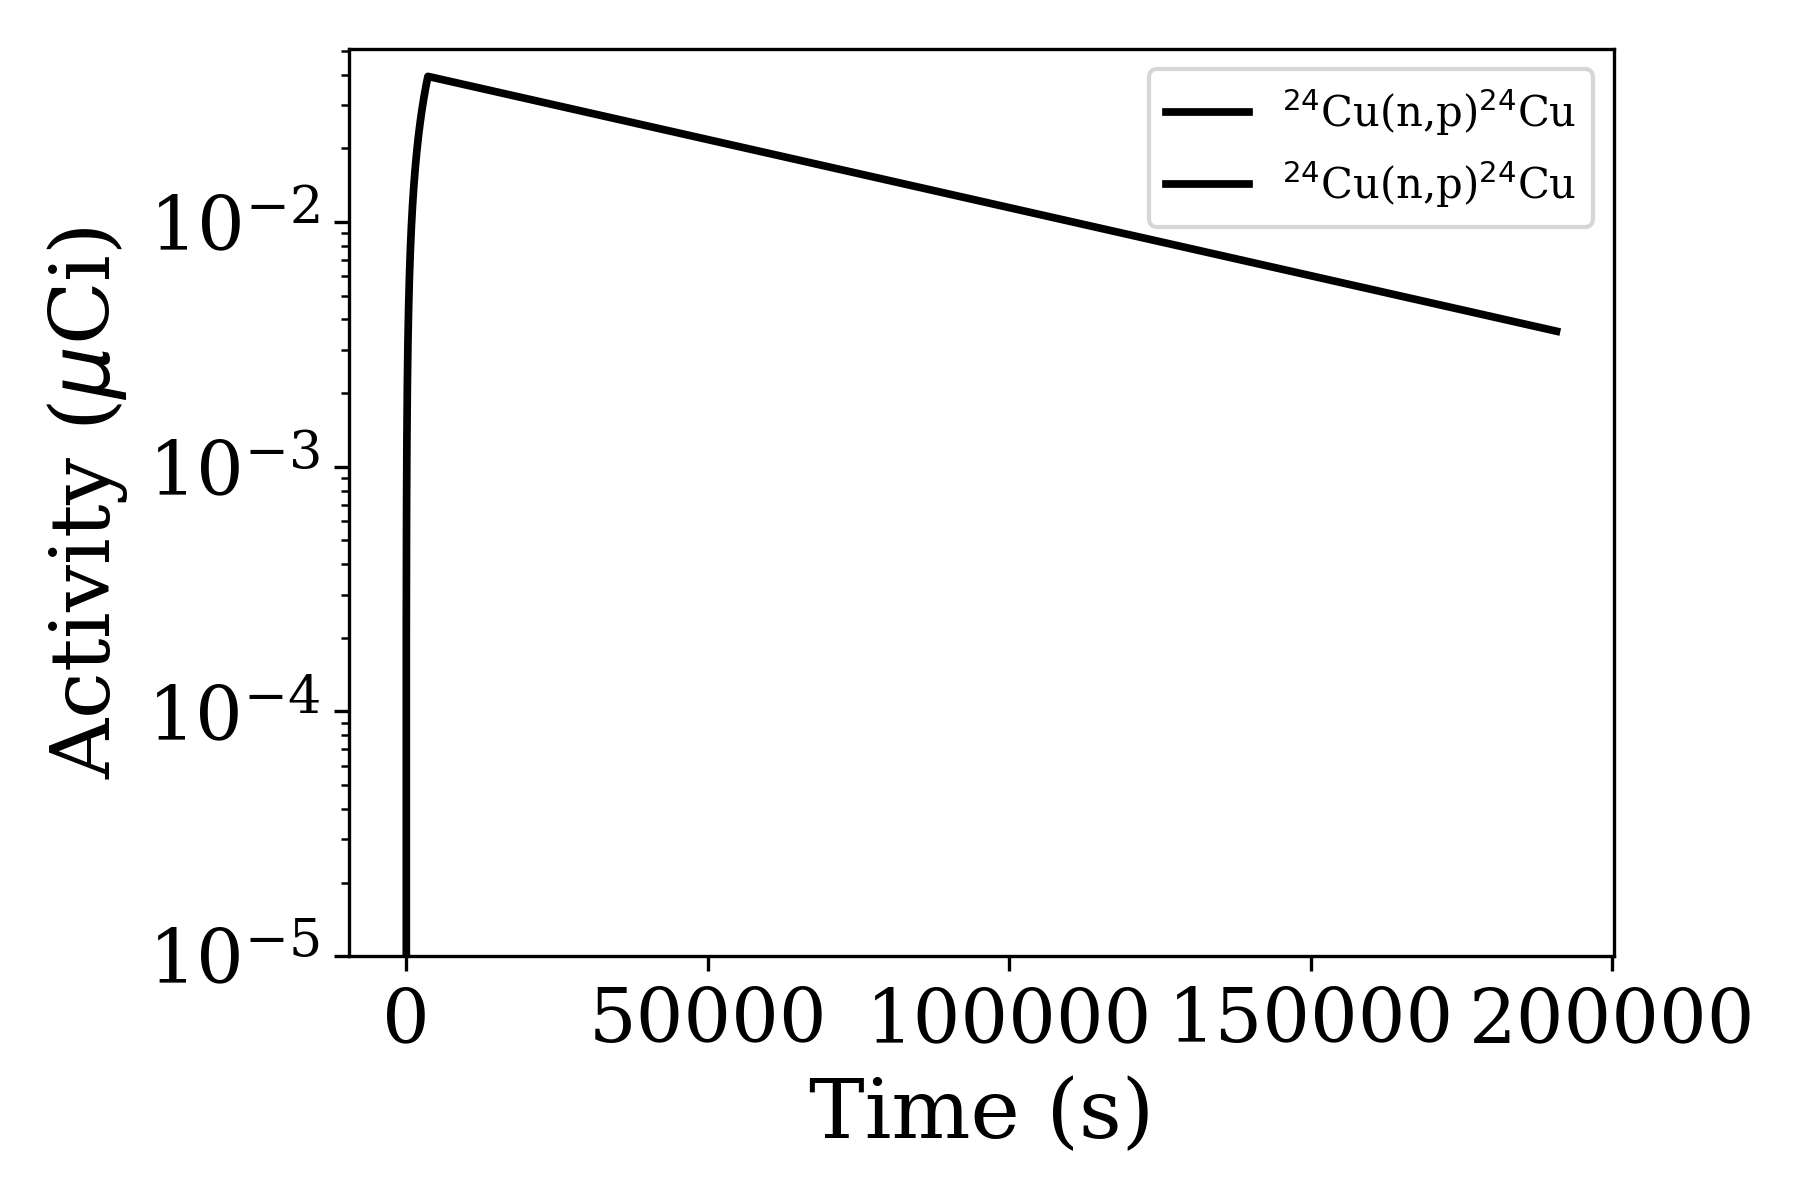 ²⁴Cu(n,p)²⁴Cu
²⁴Cu(n,p)²⁴Cu
Activity (μCi)
10⁻²
10⁻³
10⁻⁴
10⁻⁵
0 50000 100000 150000 200000
Time (s)